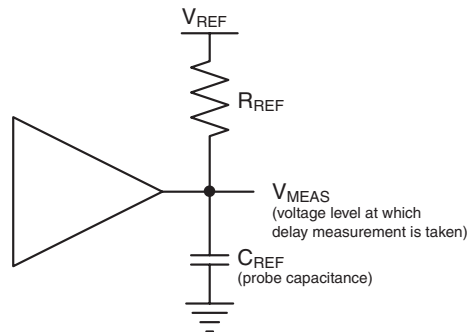 VREF
RREF
VMEAS
(voltage level at which
delay measurement is taken)
CREF
(probe capacitance)